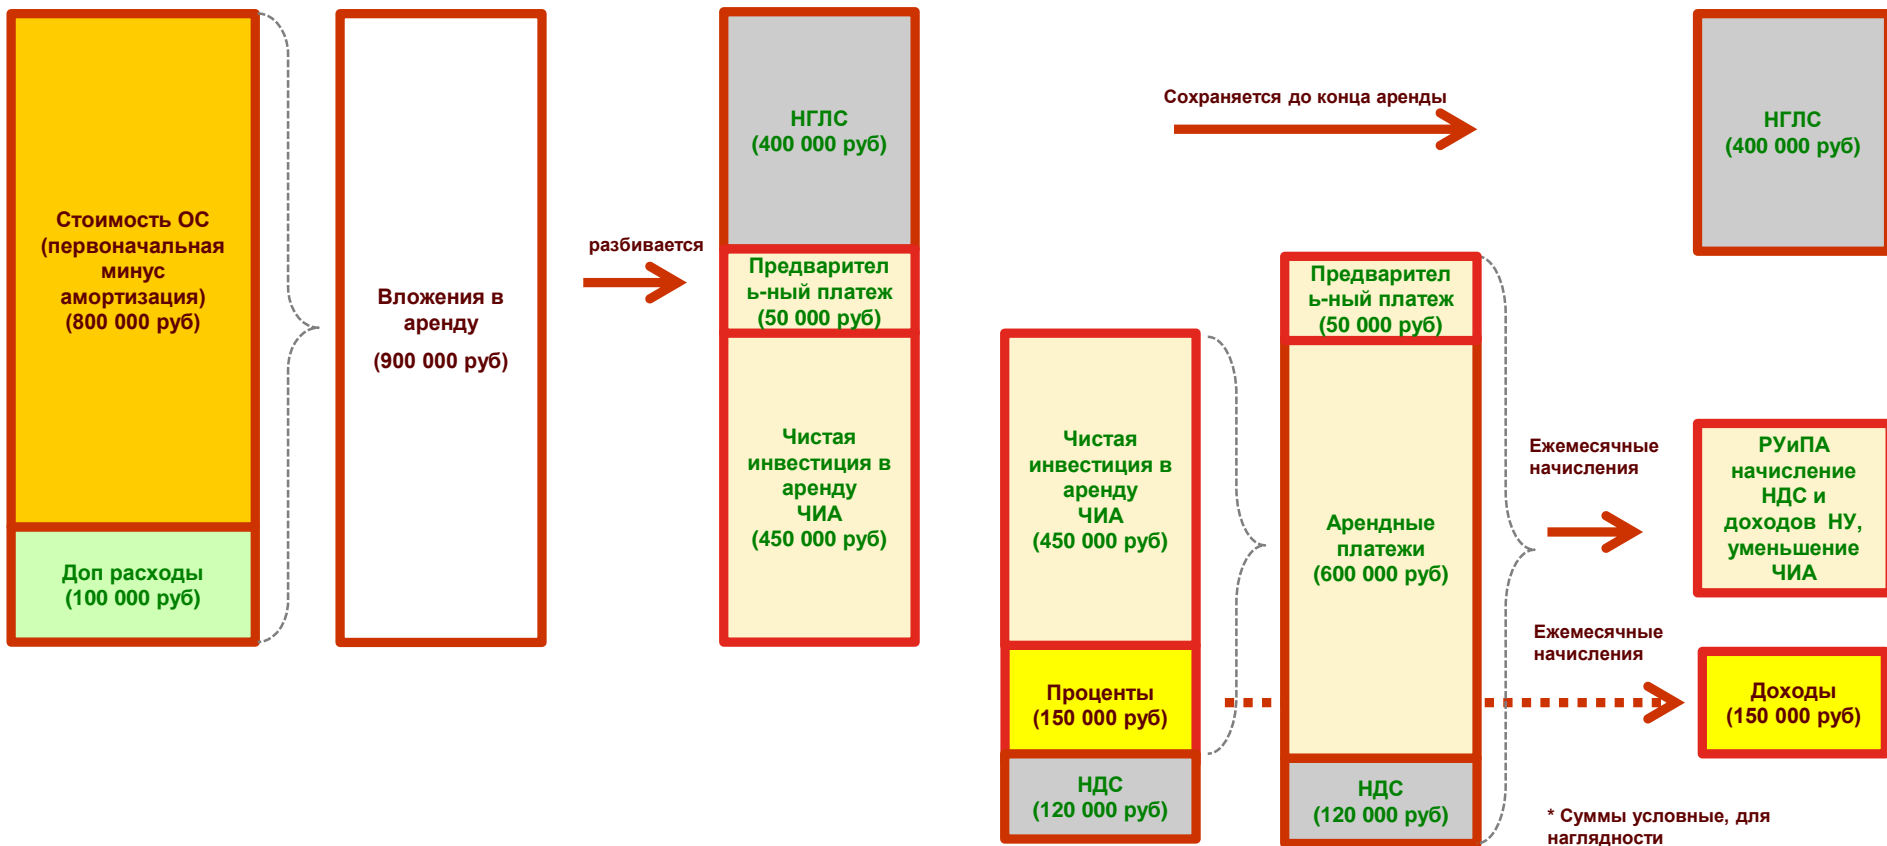 Стоимость ОС
(первоначальная
минус
амортизация)
(800 000 руб)
Доп расходы
(100 000 руб)
Вложения в
аренду
(900 000 руб)
разбивается
НГЛС
(400 000 руб)
Предварител
ь-ный платеж
(50 000 руб)
Чистая
инвестиция в
аренду
ЧИА
(450 000 руб)
Чистая
инвестиция в
аренду
ЧИА
(450 000 руб)
Проценты
(150 000 руб)
НДС
(120 000 руб)
Сохраняется до конца аренды
Предварител
ь-ный платеж
(50 000 руб)
Арендные
платежи
(600 000 руб)
НДС
(120 000 руб)
НГЛС
(400 000 руб)
Ежемесячные
начисления
РУиПА
начисление
НДС и
доходов НУ,
уменьшение
ЧИА
Ежемесячные
начисления
Доходы
(150 000 руб)
* Суммы условные, для
наглядности